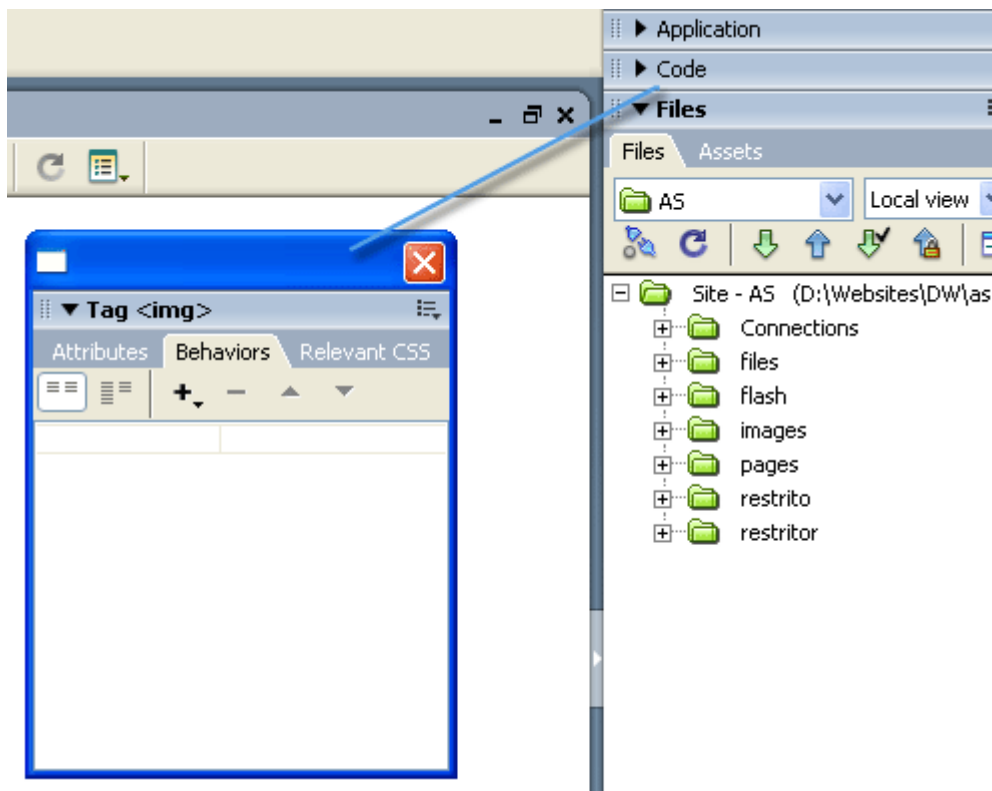 Application
Code
Files
Files Assets
AS Local view
Site - AS (D:\Websites\DW\as
Connections
files
flash
images
pages
restrito
restritor
Tag <img>
Attributes Behaviors Relevant CSS